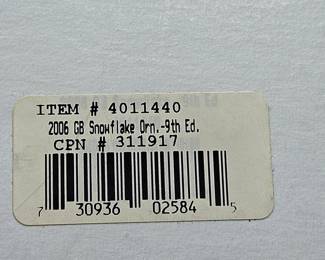 ITEM # 4011440
2006 GB Snowflake Orn.-9th Ed.
CPN # 311917
7 30936 02584 5